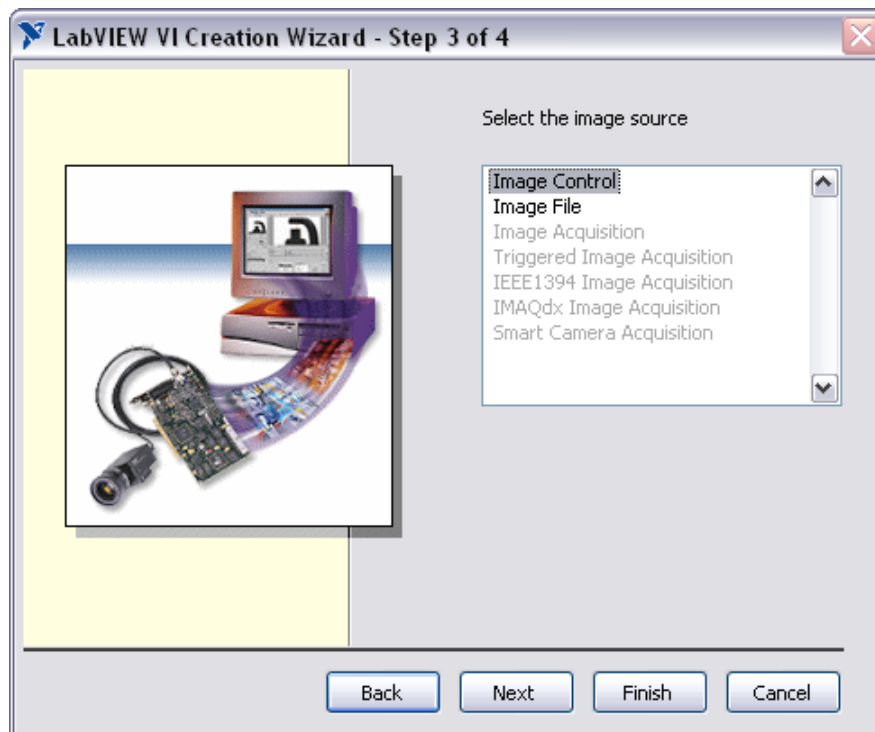 LabVIEW VI Creation Wizard - Step 3 of 4
Select the image source
Image Control
Image File
Image Acquisition
Triggered Image Acquisition
IEEE1394 Image Acquisition
IMAQdx Image Acquisition
Smart Camera Acquisition
Back
Next
Finish
Cancel